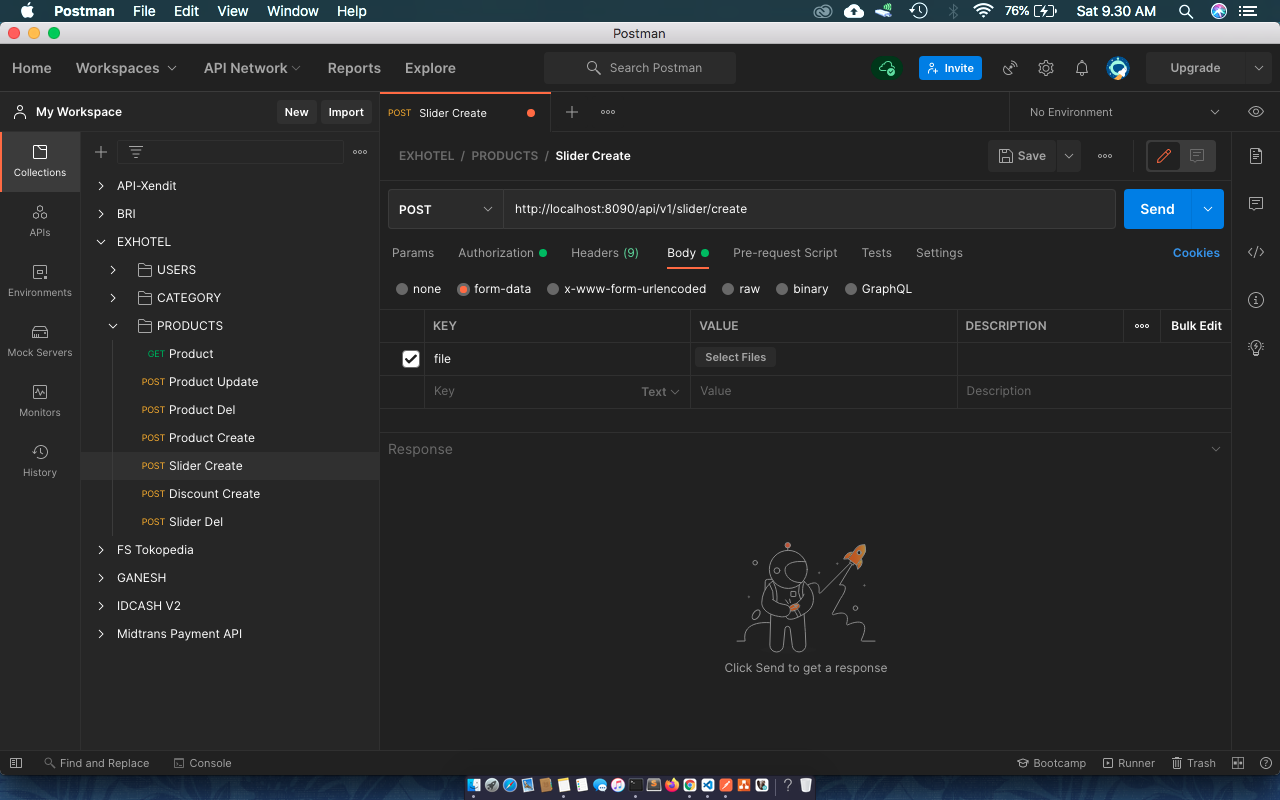 Postman File Edit View Window Help 76% Sat 9.30 AM
Postman
Home Workspaces API Network Reports Explore Search Postman Invite Upgrade
My Workspace New Import POST Slider Create No Environment
Collections
APIs
Environments
Mock Servers
Monitors
History
API-Xendit
BRI
EXHOTEL
USERS
CATEGORY
PRODUCTS
GET Product
POST Product Update
POST Product Del
POST Product Create
POST Slider Create
POST Discount Create
POST Slider Del
FS Tokopedia
GANESH
IDCASH V2
Midtrans Payment API
EXHOTEL / PRODUCTS / Slider Create Save
POST http://localhost:8090/api/v1/slider/create Send
Params Authorization Headers (9) Body Pre-request Script Tests Settings Cookies
none form-data x-www-form-urlencoded raw binary GraphQL
KEY VALUE DESCRIPTION Bulk Edit
file Select Files
Key Text Value Description
Response
Click Send to get a response
Find and Replace Console Bootcamp Runner Trash